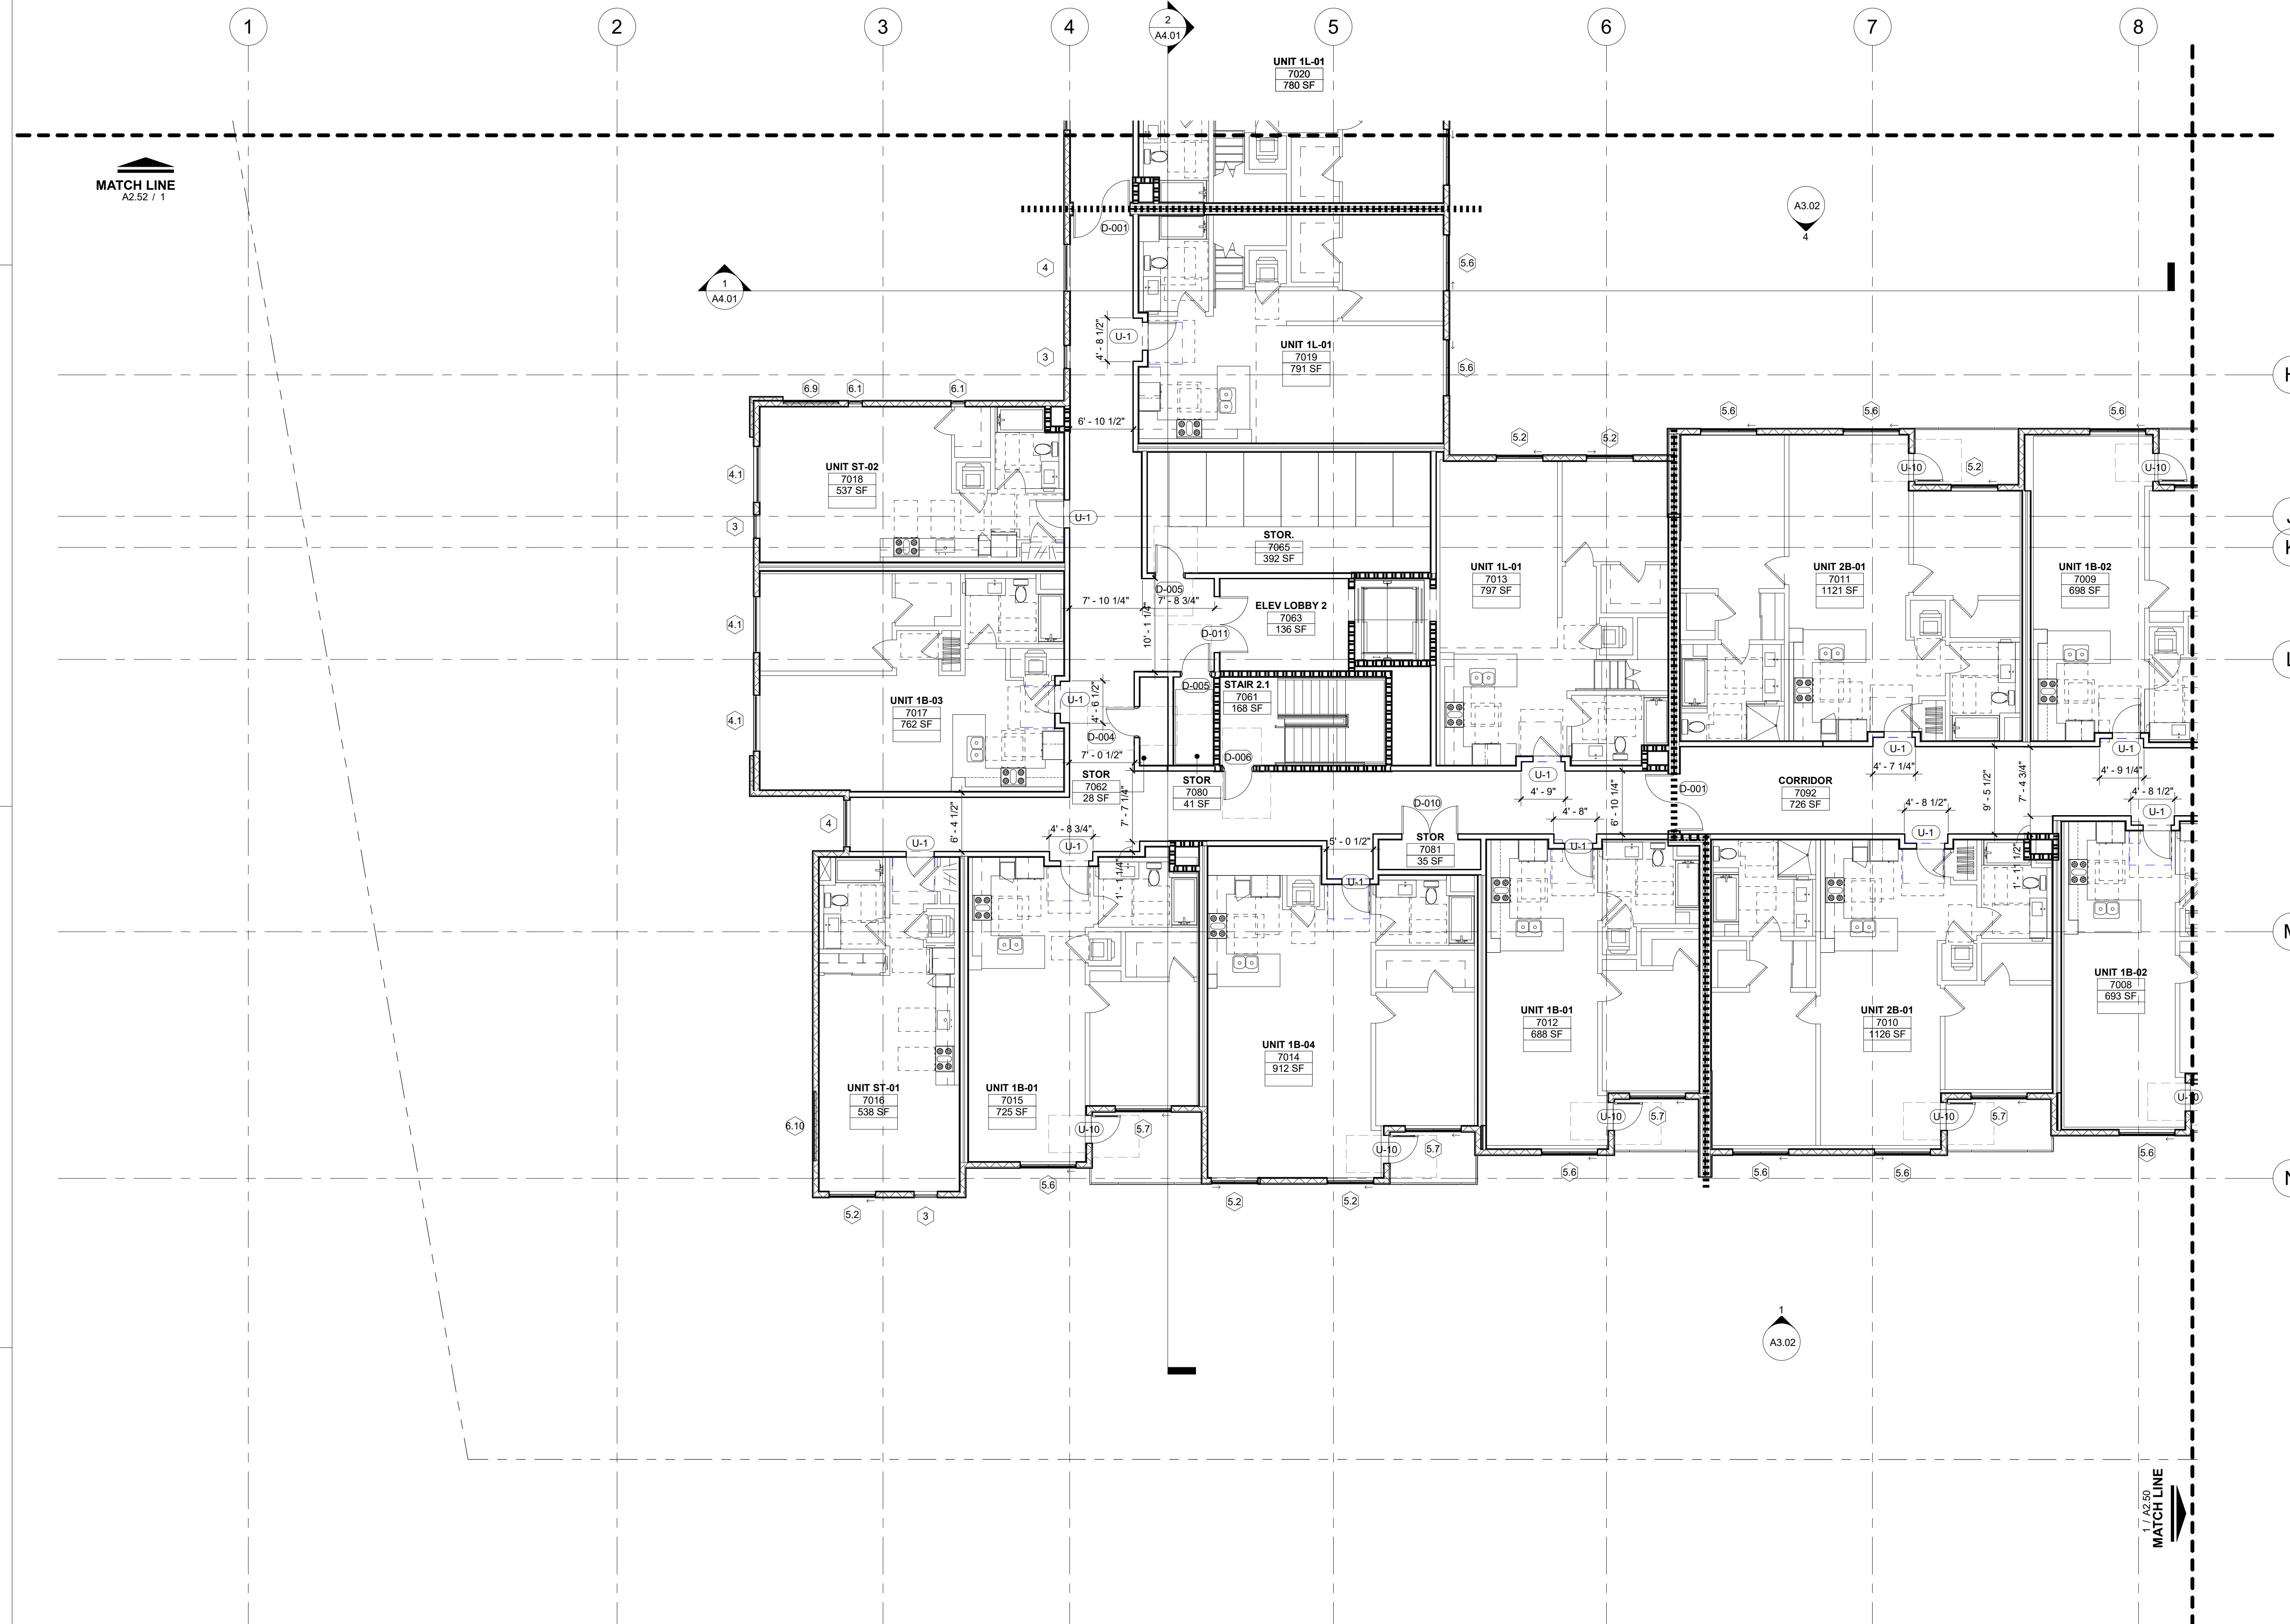 1
2
3
4
5
6
7
8
2
A4.01
UNIT 1L-01
7020
780 SF
MATCH LINE
A2.52 / 1
A3.02
4
D-001
1
A4.01
4
5.6
4' - 8 1/2"
U-1
3
UNIT 1L-01
7019
791 SF
5.6
6.9
6.1
6.1
6' - 10 1/2"
5.2
5.2
5.6
5.6
5.6
4.1
UNIT ST-02
7018
537 SF
U-10
5.2
U-10
3
U-1
STOR.
7065
392 SF
UNIT 1L-01
7013
797 SF
UNIT 2B-01
7011
1121 SF
UNIT 1B-02
7009
698 SF
D-005
7' - 10 1/4"
7' - 8 3/4"
ELEV LOBBY 2
7063
136 SF
4.1
D-011
10' - 1 1/4"
L
D-005
STAIR 2.1
7061
168 SF
UNIT 1B-03
7017
762 SF
U-1
4' - 6 1/2"
4.1
D-004
7' - 0 1/2"
D-006
STOR
7062
28 SF
STOR
7080
41 SF
7' - 7 1/4"
6' - 4 1/2"
U-1
4' - 9"
6' - 10 1/4"
D-001
CORRIDOR
7092
726 SF
U-1
4' - 7 1/4"
9' - 5 1/2"
7' - 4 3/4"
U-1
4' - 9 1/4"
4' - 8 1/2"
U-1
4
U-1
4' - 8 3/4"
U-1
D-010
STOR
7081
35 SF
5' - 0 1/2"
4' - 8"
U-1
4' - 8 1/2"
U-1
U-1
1' - 1 1/4"
1' - 1 1/2"
UNIT 1B-02
7008
693 SF
UNIT 1B-01
7012
688 SF
UNIT 2B-01
7010
1126 SF
UNIT 1B-04
7014
912 SF
UNIT ST-01
7016
538 SF
UNIT 1B-01
7015
725 SF
6.10
U-10
5.7
U-10
5.7
U-10
5.7
U-10
5.7
U-10
5.6
5.6
5.6
5.6
5.6
5.2
3
5.2
5.2
1
A3.02
1 / A2.50
MATCH LINE